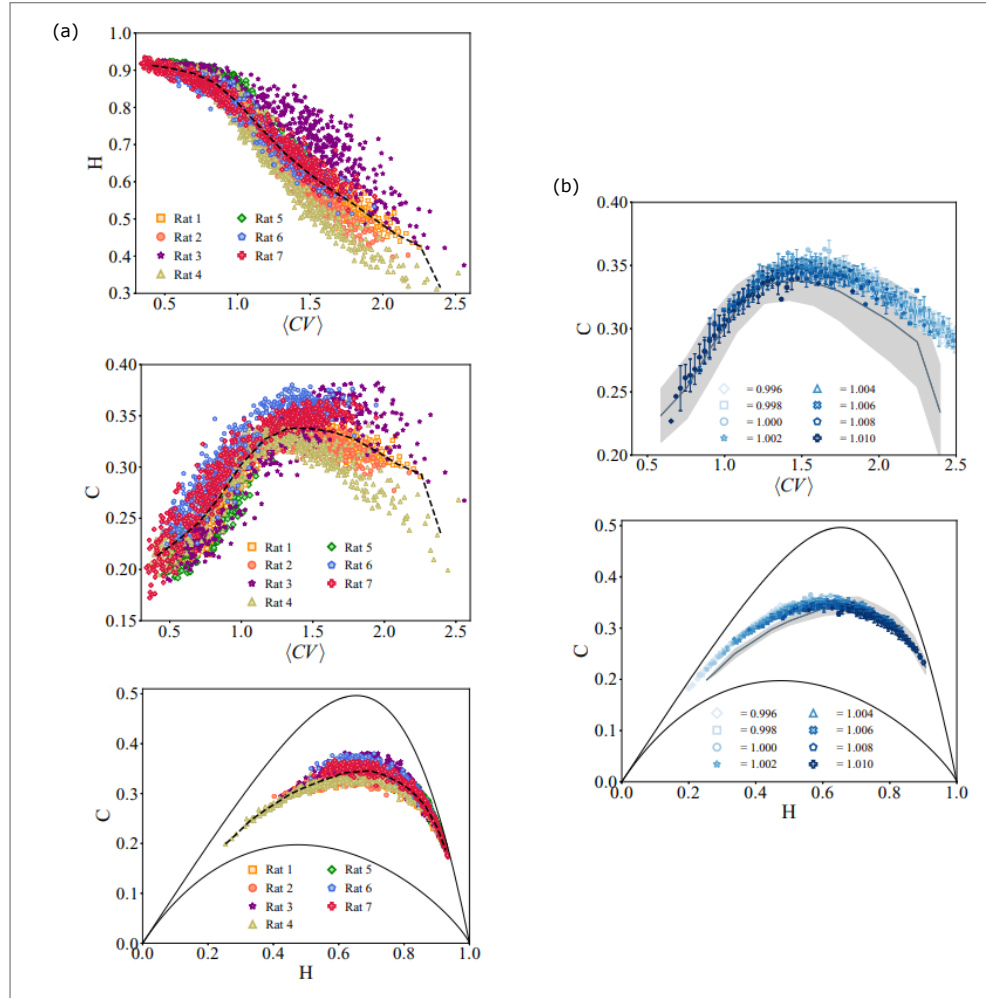 (a)
1.0
0.9
0.8
0.7
H
0.6
0.5
0.4
0.3
Rat 1
Rat 2
Rat 3
Rat 4
Rat 5
Rat 6
Rat 7
0.5 1.0 1.5 2.0 2.5
⟨CV⟩
0.40
0.35
0.30
C
0.25
0.20
0.15
Rat 1
Rat 2
Rat 3
Rat 4
Rat 5
Rat 6
Rat 7
0.5 1.0 1.5 2.0 2.5
⟨CV⟩
0.5
0.4
0.3
C
0.2
0.1
0.0
Rat 1
Rat 2
Rat 3
Rat 4
Rat 5
Rat 6
Rat 7
0.0 0.2 0.4 0.6 0.8 1.0
H
(b)
0.40
0.35
C
0.30
0.25
0.20
= 0.996
= 0.998
= 1.000
= 1.002
= 1.004
= 1.006
= 1.008
= 1.010
0.5 1.0 1.5 2.0 2.5
⟨CV⟩
0.5
0.4
0.3
C
0.2
0.1
0.0
= 0.996
= 0.998
= 1.000
= 1.002
= 1.004
= 1.006
= 1.008
= 1.010
0.0 0.2 0.4 0.6 0.8 1.0
H